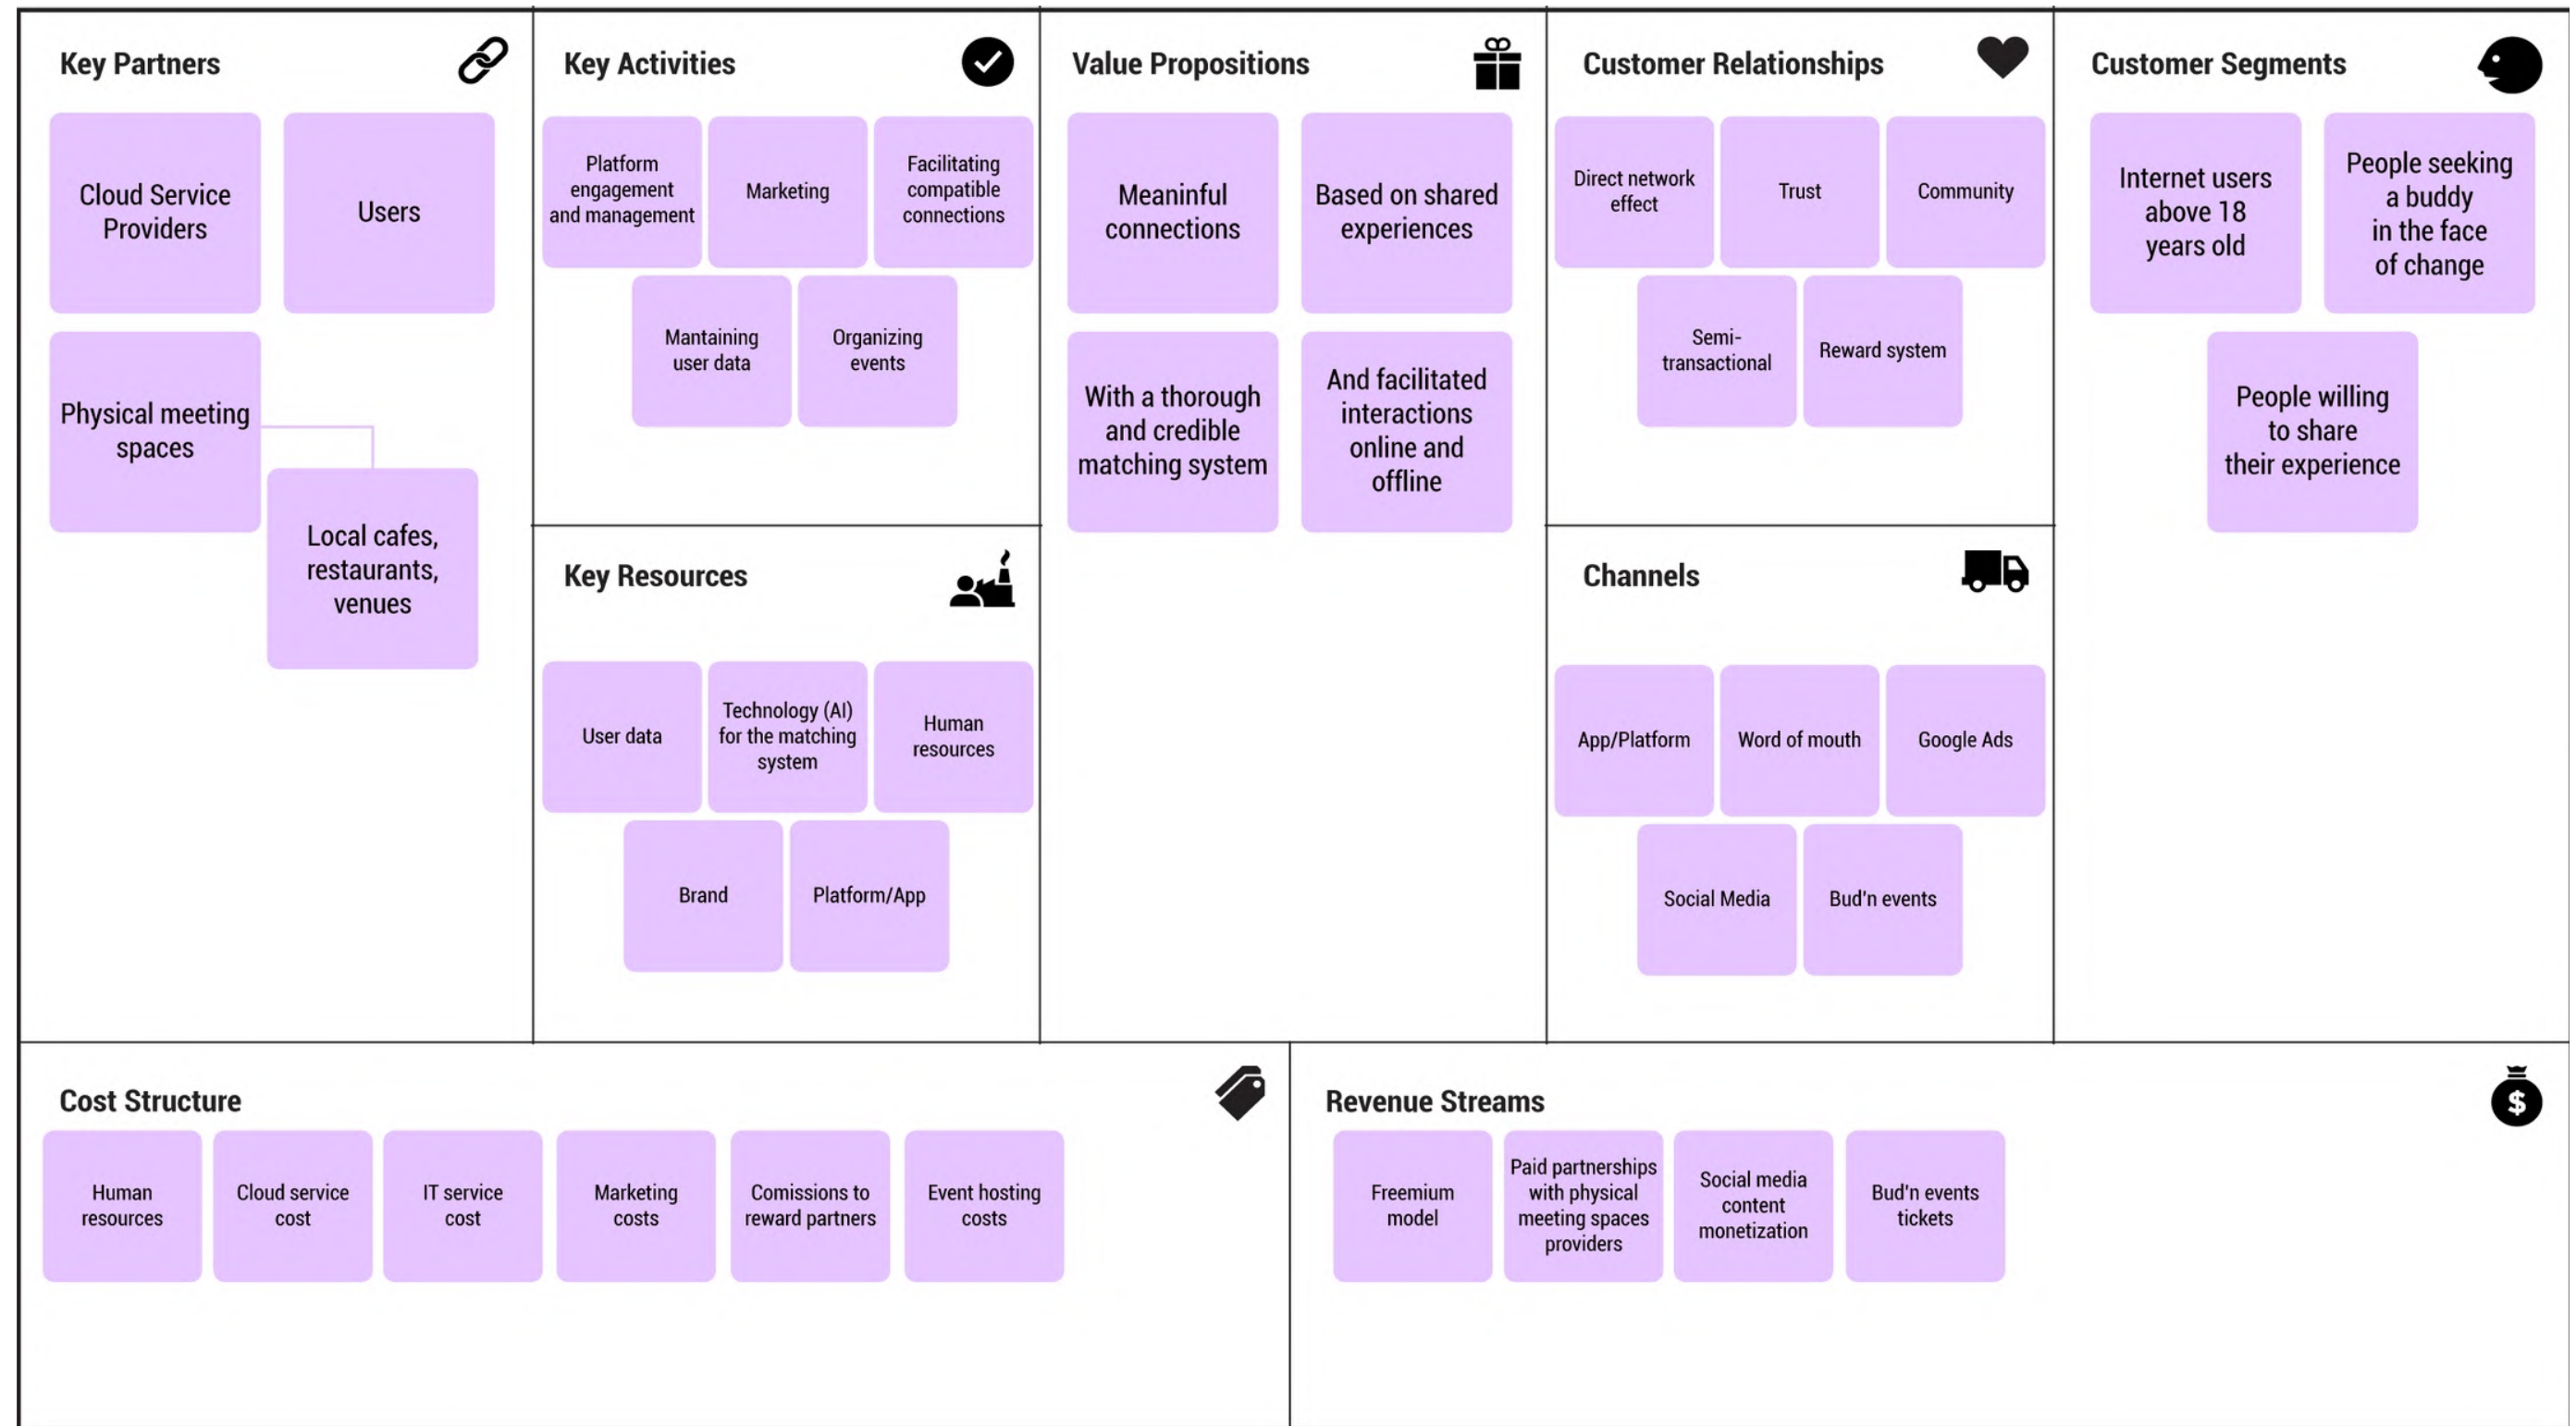 Key Partners
Cloud Service
Providers
Users
Physical meeting
spaces
Local cafes,
restaurants,
venues
Key Activities
Platform
engagement
and management
Marketing
Facilitating
compatible
connections
Mantaining
user data
Organizing
events
Key Resources
User data
Technology (AI)
for the matching
system
Human
resources
Brand
Platform/App
Value Propositions
Meaninful
connections
Based on shared
experiences
With a thorough
and credible
matching system
And facilitated
interactions
online and
offline
Customer Relationships
Direct network
effect
Trust
Community
Semi-
transactional
Reward system
Channels
App/Platform
Word of mouth
Google Ads
Social Media
Bud'n events
Customer Segments
Internet users
above 18
years old
People seeking
a buddy
in the face
of change
People willing
to share
their experience
Cost Structure
Human
resources
Cloud service
cost
IT service
cost
Marketing
costs
Comissions to
reward partners
Event hosting
costs
Revenue Streams
$
Freemium
model
Paid partnerships
with physical
meeting spaces
providers
Social media
content
monetization
Bud'n events
tickets